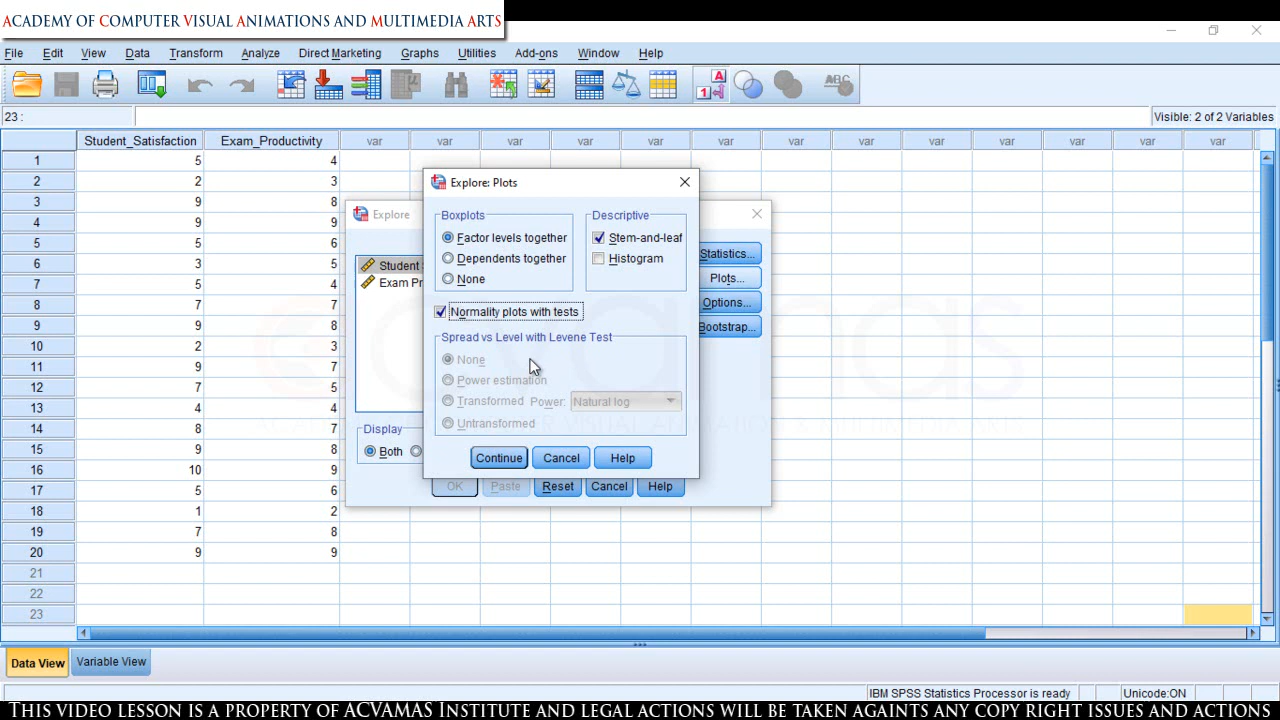 ACADEMY OF COMPUTER VISUAL ANIMATIONS AND MULTIMEDIA ARTS
File Edit View Data Transform Analyze Direct Marketing Graphs Utilities Add-ons Window Help
23 :
Visible: 2 of 2 Variables
Student_Satisfaction Exam_Productivity var var var var var var var var var var var var var
1 5 4
2 2 3
3 9 8
4 9 9
5 5 6
6 3 5
7 5 4
8 7 7
9 9 8
10 2 3
11 9 7
12 7 5
13 4 4
14 8 7
15 9 8
16 10 9
17 5 6
18 1 2
19 7 8
20 9 9
21
22
23
Explore
Student
Exam Pr
Display
Both
Statistics...
Plots...
Options...
Bootstrap...
OK Paste Reset Cancel Help
Explore: Plots
Boxplots
Factor levels together
Dependents together
None
Descriptive
Stem-and-leaf
Histogram
Normality plots with tests
Spread vs Level with Levene Test
None
Power estimation
Transformed Power: Natural log
Untransformed
Continue Cancel Help
Data View Variable View
IBM SPSS Statistics Processor is ready Unicode:ON
THIS VIDEO LESSON IS A PROPERTY OF ACVAMAS INSTITUTE AND LEGAL ACTIONS WILL BE TAKEN AGAINTS ANY COPY RIGHT ISSUES AND ACTIONS